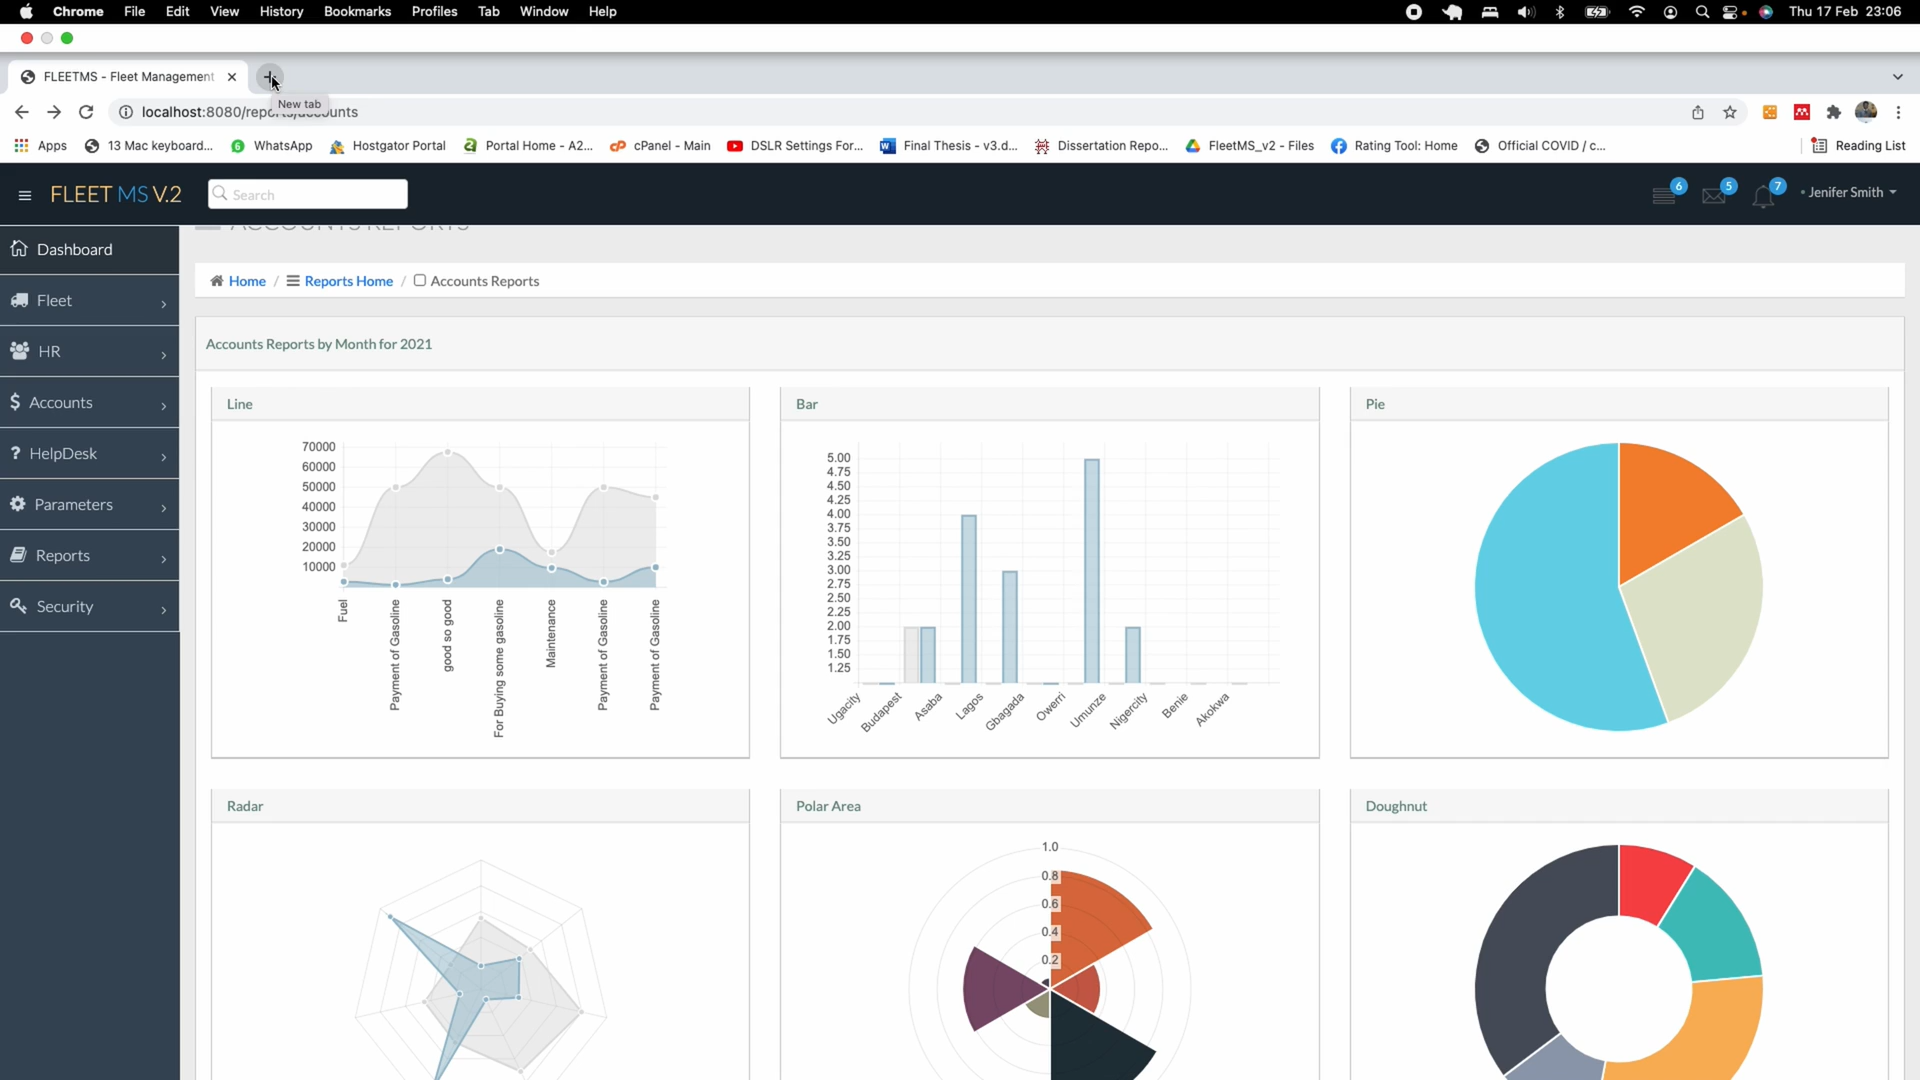 Chrome File Edit View History Bookmarks Profiles Tab Window Help Thu 17 Feb 23:06
FLEETMS - Fleet Management
New tab
localhost:8080/reports/accounts
Apps 13 Mac keyboard... WhatsApp Hostgator Portal Portal Home - A2... cPanel - Main DSLR Settings For... Final Thesis - v3.d... Dissertation Repo... FleetMS_v2 - Files Rating Tool: Home Official COVID / c... Reading List
FLEET MS V.2 Search 6 5 7 Jenifer Smith
ACCOUNTS REPORTS
Dashboard
Fleet
HR
Accounts
HelpDesk
Parameters
Reports
Security
Home / Reports Home / Accounts Reports
Accounts Reports by Month for 2021
Line
70000
60000
50000
40000
30000
20000
10000
Fuel
Payment of Gasoline
good so good
For Buying some gasoline
Maintenance
Payment of Gasoline
Payment of Gasoline
Bar
5.00
4.75
4.50
4.25
4.00
3.75
3.50
3.25
3.00
2.75
2.50
2.25
2.00
1.75
1.50
1.25
Ugacity
Budapest
Asaba
Lagos
Gbagada
Owerri
Umunze
Nigercity
Benie
Akokwa
Pie
Radar
Polar Area
1.0
0.8
0.6
0.4
0.2
Doughnut